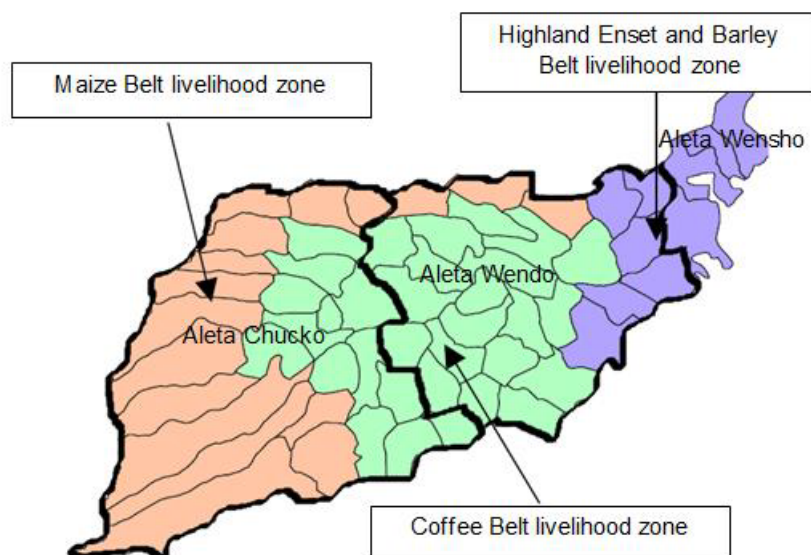 Highland Enset and Barley
Belt livelihood zone
Maize Belt livelihood zone
Aleta Wensho
Aleta Wendo
Aleta Chucko
Coffee Belt livelihood zone